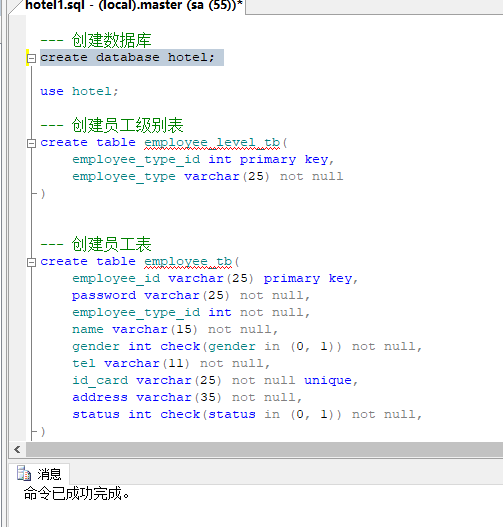 hotel1.sql - (local).master (sa (55))*
--- 创建数据库
create database hotel;
use hotel;
--- 创建员工级别表
create table employee_level_tb(
employee_type_id int primary key,
employee_type varchar(25) not null
)
--- 创建员工表
create table employee_tb(
employee_id varchar(25) primary key,
password varchar(25) not null,
employee_type_id int not null,
name varchar(15) not null,
gender int check(gender in (0, 1)) not null,
tel varchar(11) not null,
id_card varchar(25) not null unique,
address varchar(35) not null,
status int check(status in (0, 1)) not null,
)
消息
命令已成功完成。